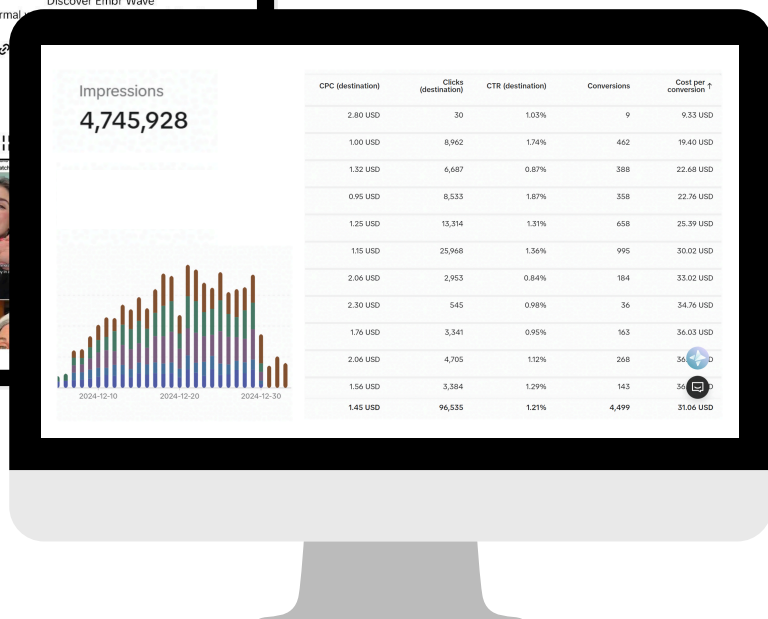 Discover Embr Wave
Impressions
4,745,928
2024-12-10 2024-12-20 2024-12-30
CPC (destination) Clicks (destination) CTR (destination) Conversions Cost per conversion ↑
2.80 USD 30 1.03% 9 9.33 USD
1.00 USD 8,962 1.74% 462 19.40 USD
1.32 USD 6,687 0.87% 388 22.68 USD
0.95 USD 8,533 1.87% 358 22.76 USD
1.25 USD 13,314 1.31% 658 25.39 USD
1.15 USD 25,968 1.36% 995 30.02 USD
2.06 USD 2,953 0.84% 184 33.02 USD
2.30 USD 545 0.98% 36 34.76 USD
1.76 USD 3,341 0.95% 163 36.03 USD
2.06 USD 4,705 1.12% 268
1.56 USD 3,384 1.29% 143
1.45 USD 96,535 1.21% 4,499 31.06 USD